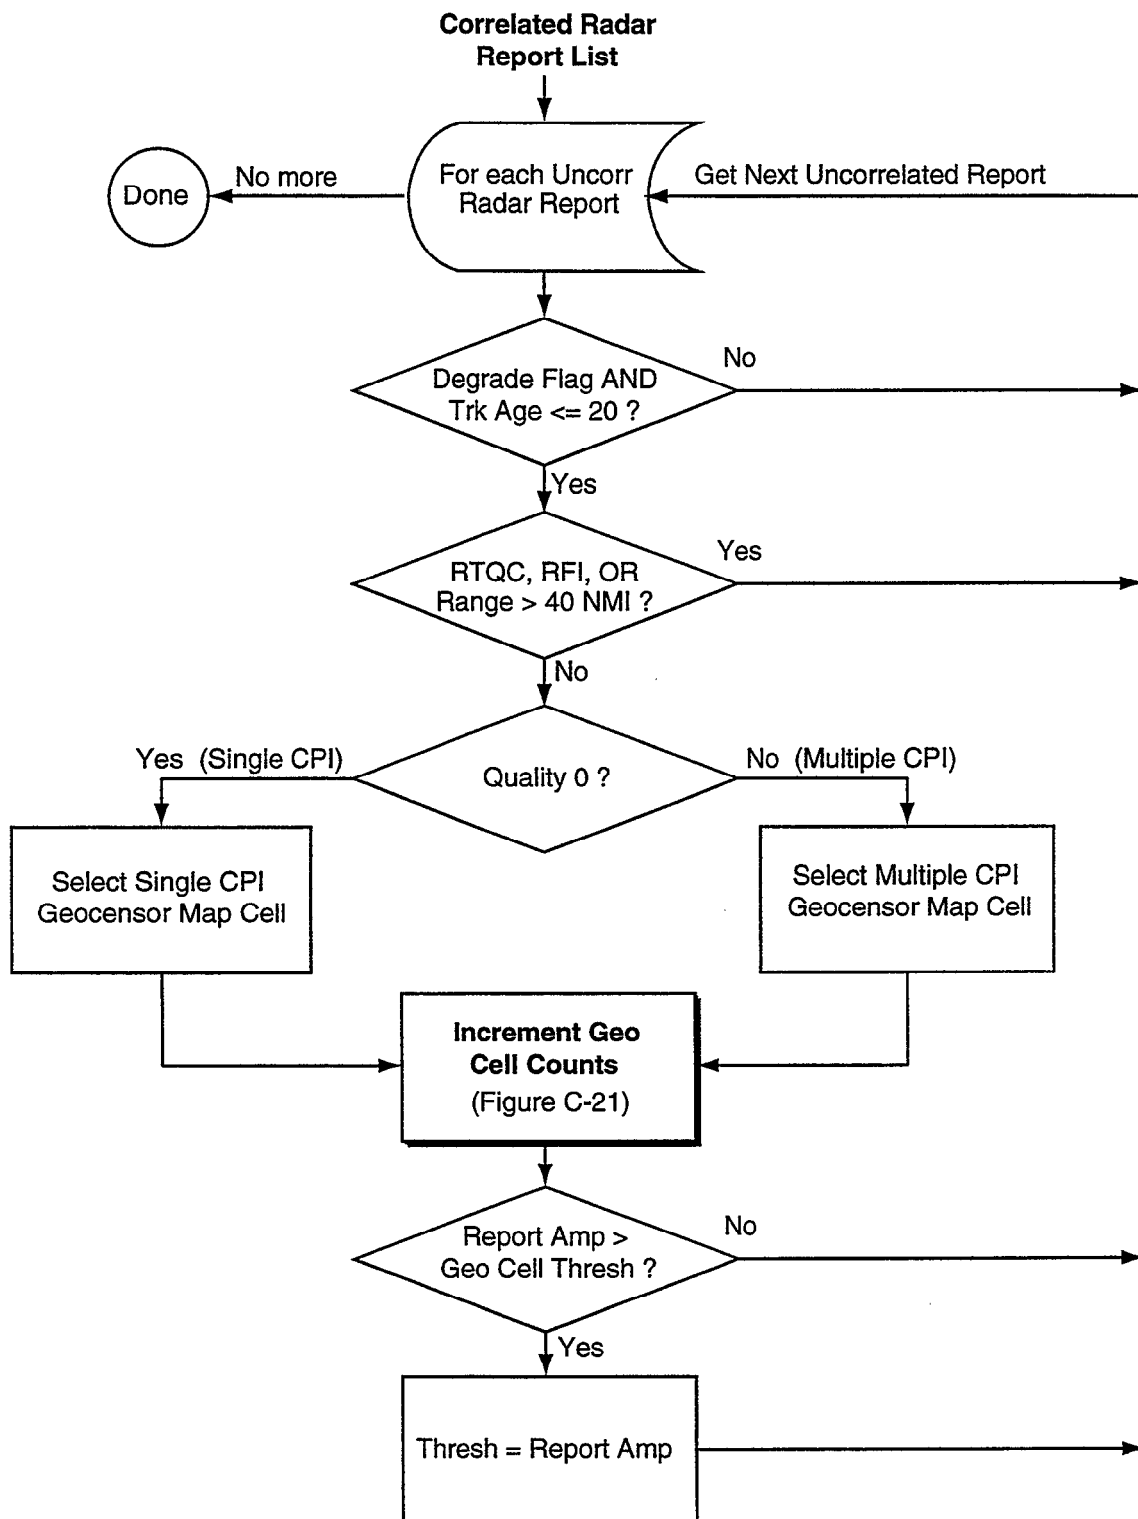 Correlated Radar
Report List
For each Uncorr
Radar Report
Get Next Uncorrelated Report
No more
Done
Degrade Flag AND
Trk Age <= 20 ?
No
Yes
RTQC, RFI, OR
Range > 40 NMI ?
Yes
No
Quality 0 ?
Yes (Single CPI)
No (Multiple CPI)
Select Single CPI
Geocensor Map Cell
Select Multiple CPI
Geocensor Map Cell
Increment Geo
Cell Counts
(Figure C-21)
Report Amp >
Geo Cell Thresh ?
No
Yes
Thresh = Report Amp